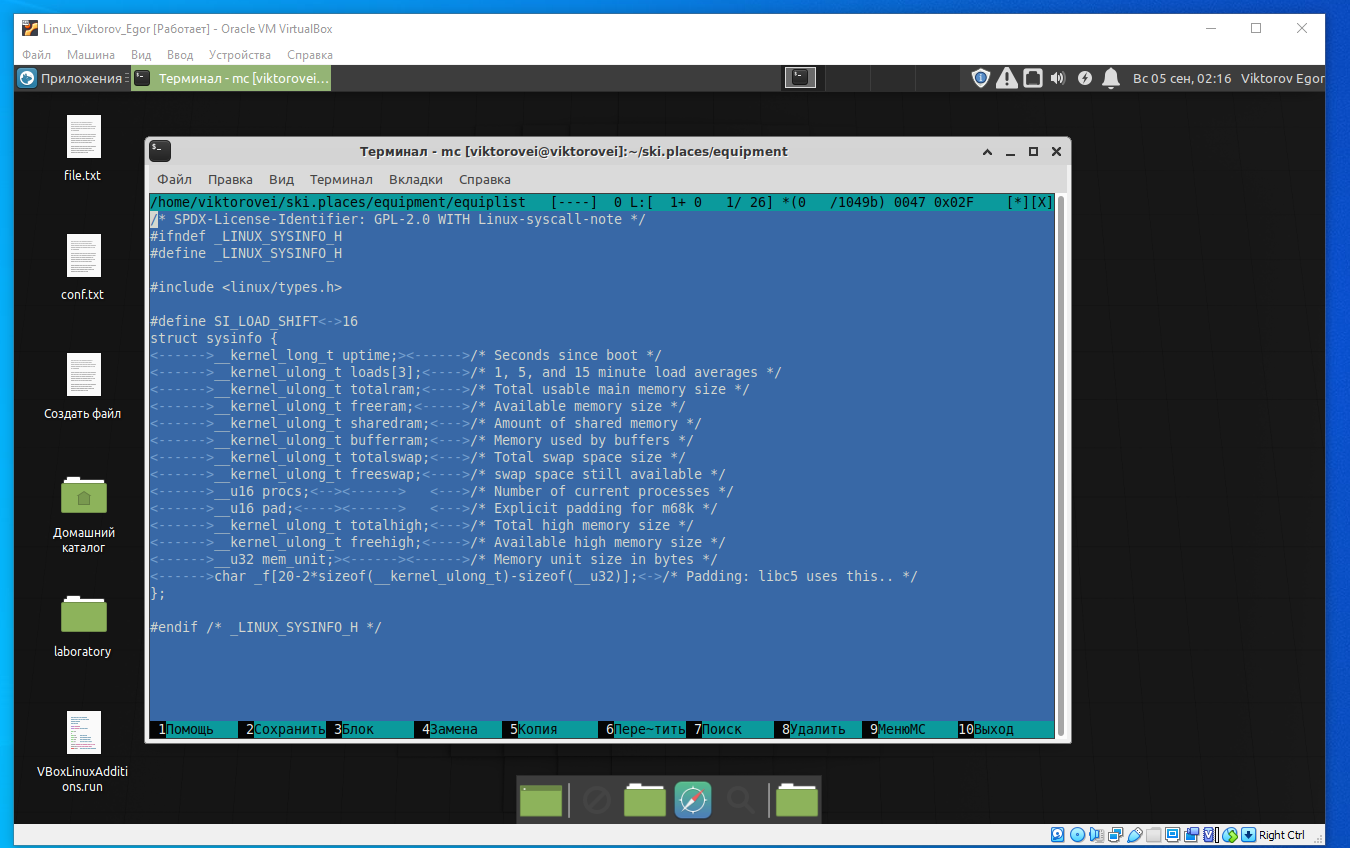 Linux_Viktorov_Egor [Работает] - Oracle VM VirtualBox
Файл Машина Вид Ввод Устройства Справка
Приложения Терминал - mc [viktorovei... Вс 05 сен, 02:16 Viktorov Egor
file.txt
conf.txt
Создать файл
Домашний
каталог
laboratory
VBoxLinuxAdditi
ons.run
Терминал - mc [viktorovei@viktorovei]:~/ski.places/equipment
Файл Правка Вид Терминал Вкладки Справка
/home/viktorovei/ski.places/equipment/equiplist [----] 0 L:[ 1+ 0 1/ 26] *(0 /1049b) 0047 0x02F [*][X]
/* SPDX-License-Identifier: GPL-2.0 WITH Linux-syscall-note */
#ifndef _LINUX_SYSINFO_H
#define _LINUX_SYSINFO_H
#include <linux/types.h>
#define SI_LOAD_SHIFT<->16
struct sysinfo {
<------>__kernel_long_t uptime;><------>/* Seconds since boot */
<------>__kernel_ulong_t loads[3];<---->/* 1, 5, and 15 minute load averages */
<------>__kernel_ulong_t totalram;<---->/* Total usable main memory size */
<------>__kernel_ulong_t freeram;<----->/* Available memory size */
<------>__kernel_ulong_t sharedram;<--->/* Amount of shared memory */
<------>__kernel_ulong_t bufferram;<--->/* Memory used by buffers */
<------>__kernel_ulong_t totalswap;<--->/* Total swap space size */
<------>__kernel_ulong_t freeswap;<---->/* swap space still available */
<------>__u16 procs;<--><------>   <--->/* Number of current processes */
<------>__u16 pad;<----><------>   <--->/* Explicit padding for m68k */
<------>__kernel_ulong_t totalhigh;<--->/* Total high memory size */
<------>__kernel_ulong_t freehigh;<---->/* Available high memory size */
<------>__u32 mem_unit;><------><------>/* Memory unit size in bytes */
<------>char _f[20-2*sizeof(__kernel_ulong_t)-sizeof(__u32)];<->/* Padding: libc5 uses this.. */
};
#endif /* _LINUX_SYSINFO_H */
1Помощь 2Сохранить 3Блок 4Замена 5Копия 6Пере~тить 7Поиск 8Удалить 9МенюMC 10Выход
Right Ctrl